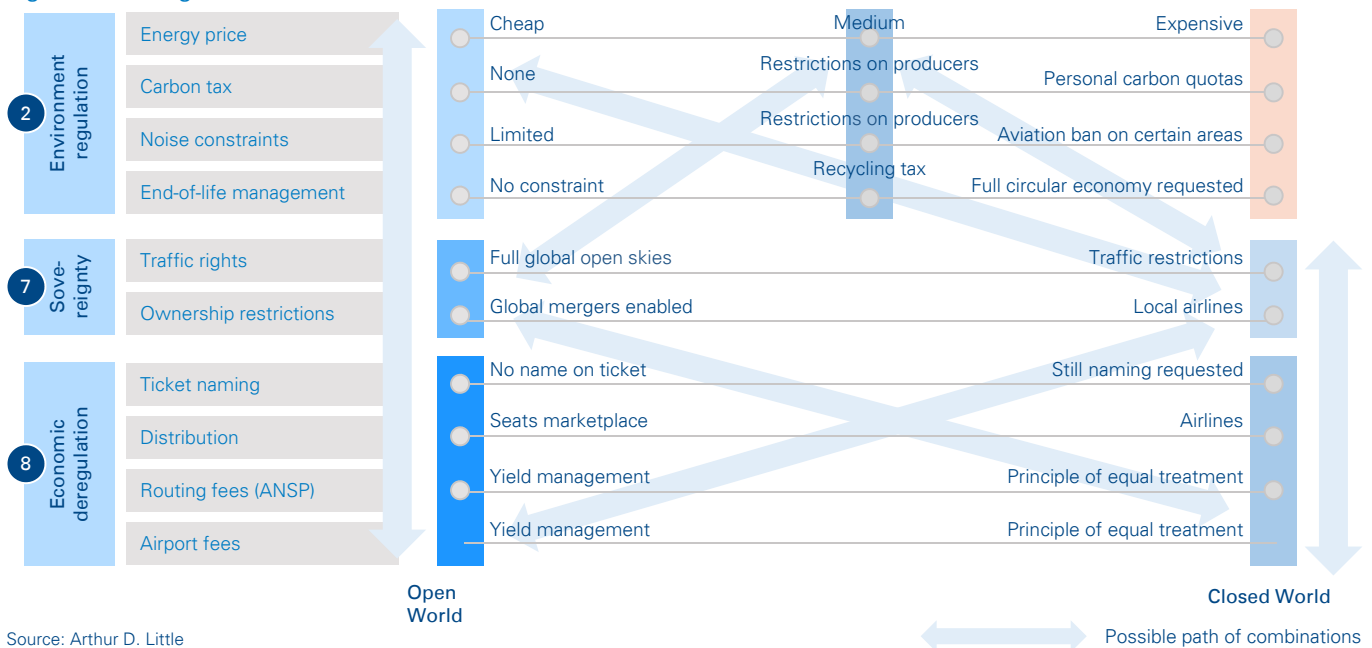 2
Environment
regulation
Energy price
Cheap
Medium
Expensive
Carbon tax
None
Restrictions on producers
Personal carbon quotas
Noise constraints
Limited
Restrictions on producers
Aviation ban on certain areas
End-of-life management
No constraint
Recycling tax
Full circular economy requested
7
Sove-
reignty
Traffic rights
Full global open skies
Traffic restrictions
Ownership restrictions
Global mergers enabled
Local airlines
8
Economic
deregulation
Ticket naming
No name on ticket
Still naming requested
Distribution
Seats marketplace
Airlines
Routing fees (ANSP)
Yield management
Principle of equal treatment
Airport fees
Yield management
Principle of equal treatment
Open
World
Closed World
Source: Arthur D. Little
Possible path of combinations